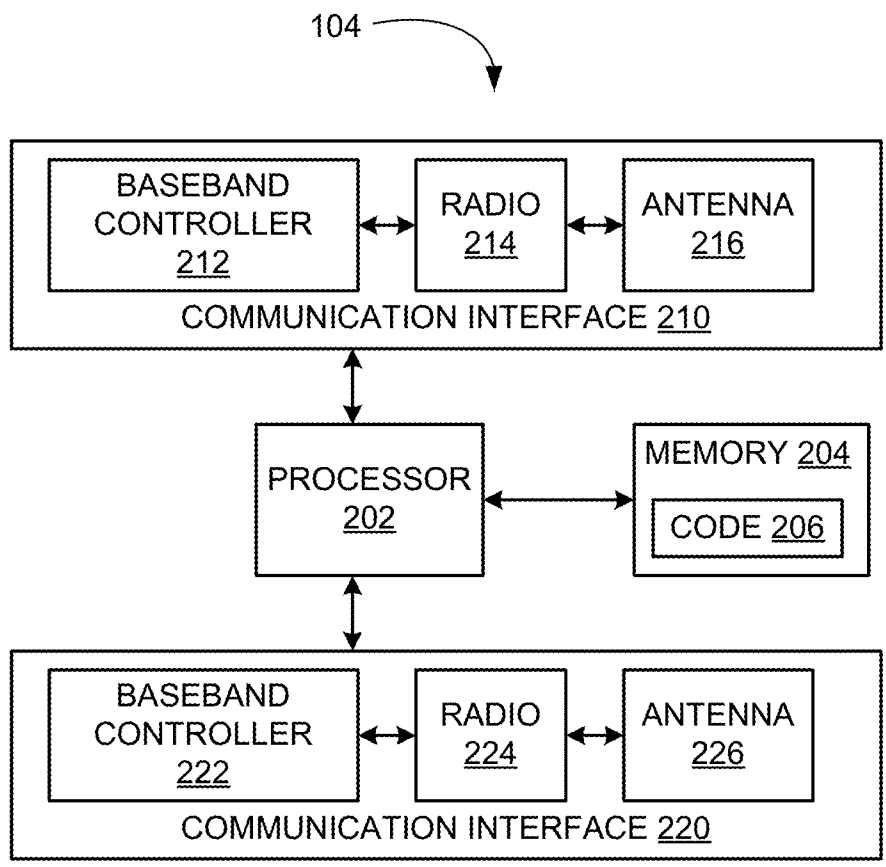 104
BASEBAND
CONTROLLER
212
RADIO
214
ANTENNA
216
COMMUNICATION INTERFACE 210
PROCESSOR
202
MEMORY 204
CODE 206
BASEBAND
CONTROLLER
222
RADIO
224
ANTENNA
226
COMMUNICATION INTERFACE 220